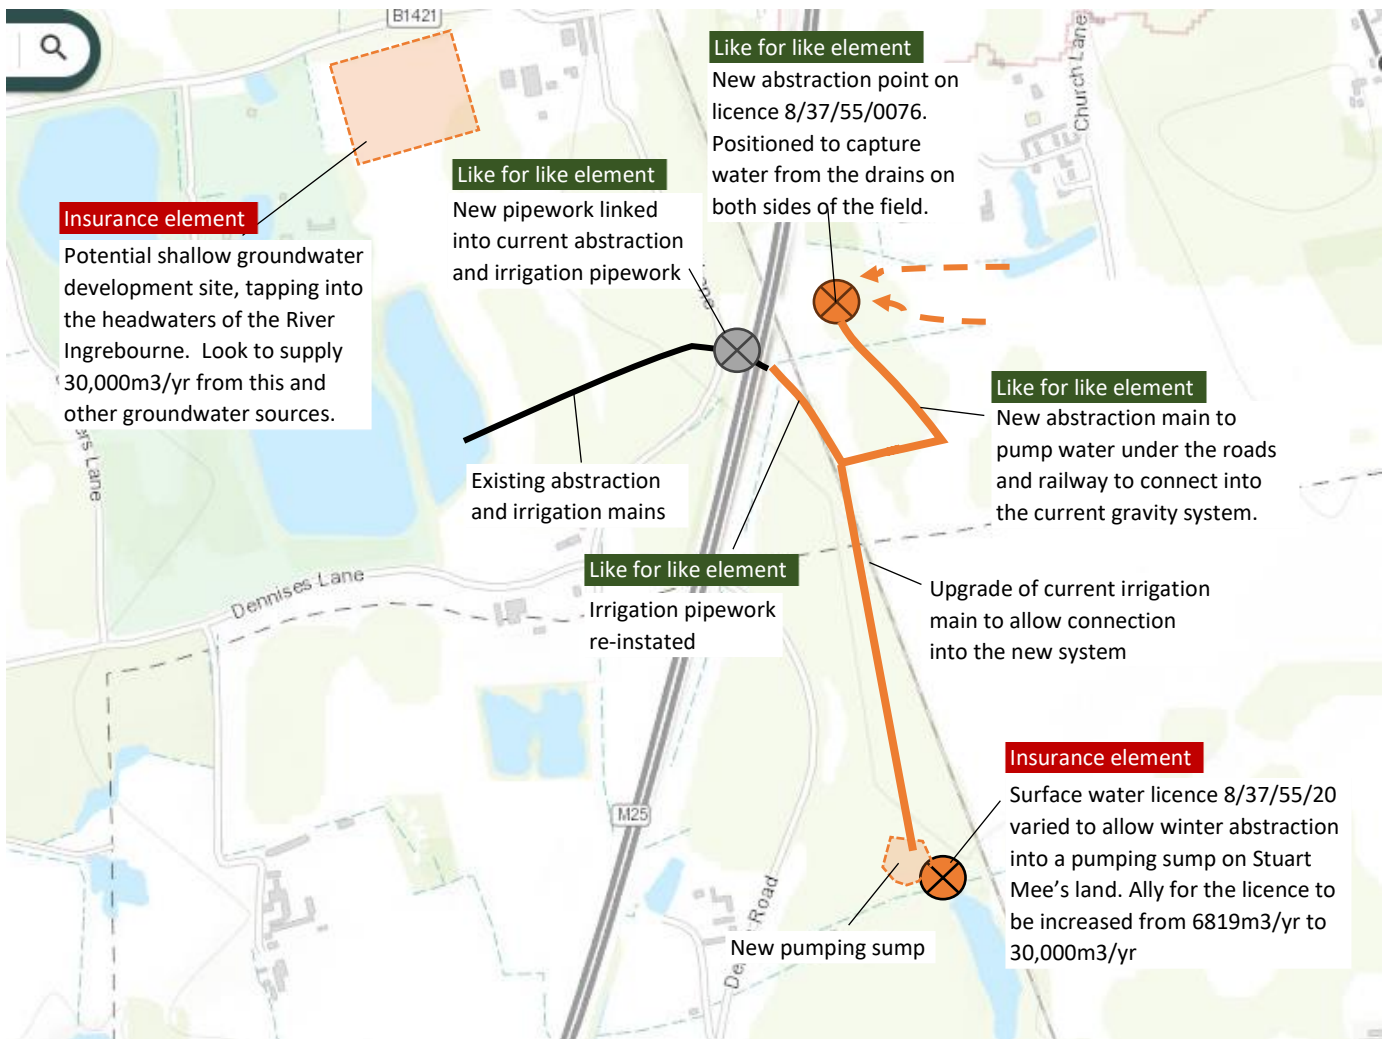 B1421
Like for like element
New abstraction point on
licence 8/37/55/0076.
Positioned to capture
water from the drains on
both sides of the field.
Church Lane
Like for like element
New pipework linked
into current abstraction
and irrigation pipework
Insurance element
Potential shallow groundwater
development site, tapping into
the headwaters of the River
Ingrebourne. Look to supply
30,000m3/yr from this and
other groundwater sources.
ers Lane
ane
Like for like element
New abstraction main to
pump water under the roads
and railway to connect into
the current gravity system.
Existing abstraction
and irrigation mains
Dennises Lane
Like for like element
Irrigation pipework
re-instated
Upgrade of current irrigation
main to allow connection
into the new system
M25
Insurance element
Surface water licence 8/37/55/20
varied to allow winter abstraction
into a pumping sump on Stuart
Mee's land. Ally for the licence to
be increased from 6819m3/yr to
30,000m3/yr
New pumping sump
Road